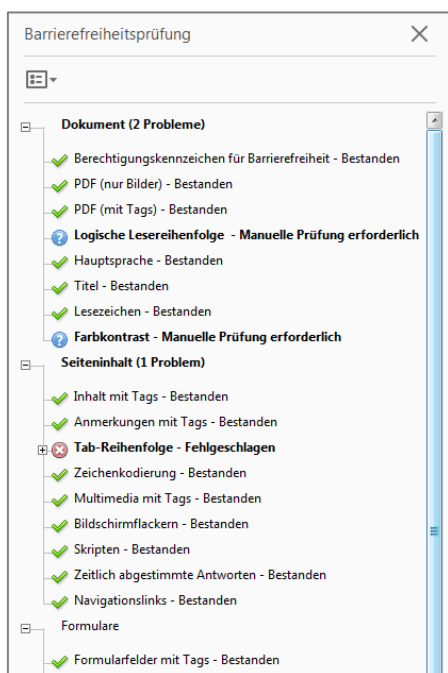 Barrierefreiheitsprüfung
Dokument (2 Probleme)
Berechtigungskennzeichen für Barrierefreiheit - Bestanden
PDF (nur Bilder) - Bestanden
PDF (mit Tags) - Bestanden
Logische Lesereihenfolge - Manuelle Prüfung erforderlich
Hauptsprache - Bestanden
Titel - Bestanden
Lesezeichen - Bestanden
Farbkontrast - Manuelle Prüfung erforderlich
Seiteninhalt (1 Problem)
Inhalt mit Tags - Bestanden
Anmerkungen mit Tags - Bestanden
Tab-Reihenfolge - Fehlgeschlagen
Zeichenkodierung - Bestanden
Multimedia mit Tags - Bestanden
Bildschirmflackern - Bestanden
Skripten - Bestanden
Zeitlich abgestimmte Antworten - Bestanden
Navigationslinks - Bestanden
Formulare
Formularfelder mit Tags - Bestanden